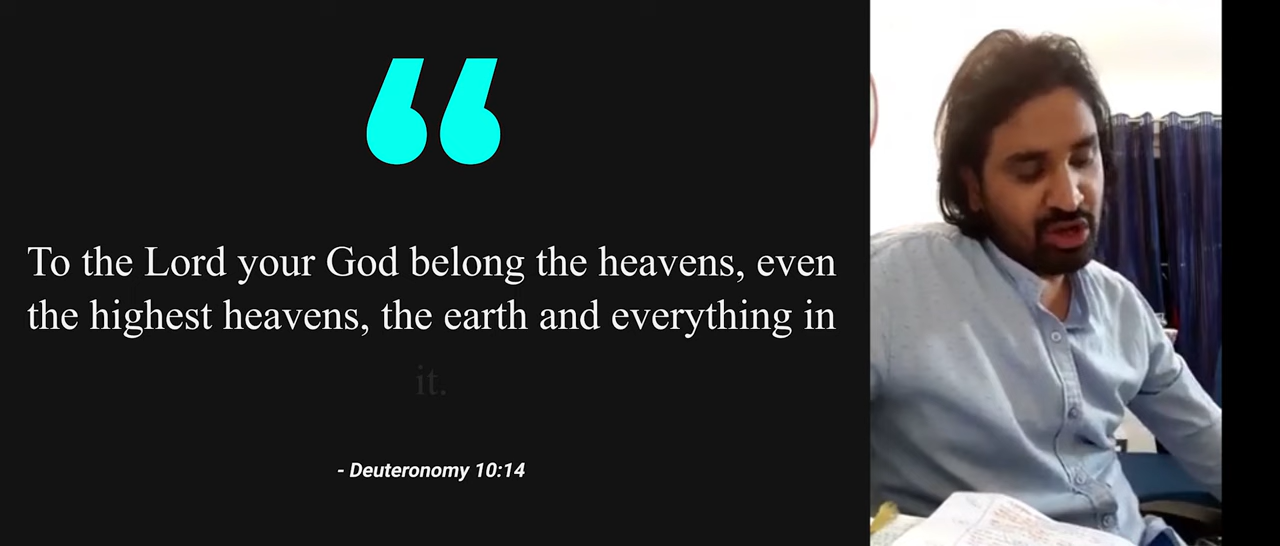 “
To the Lord your God belong the heavens, even
the highest heavens, the earth and everything in
it.
- Deuteronomy 10:14